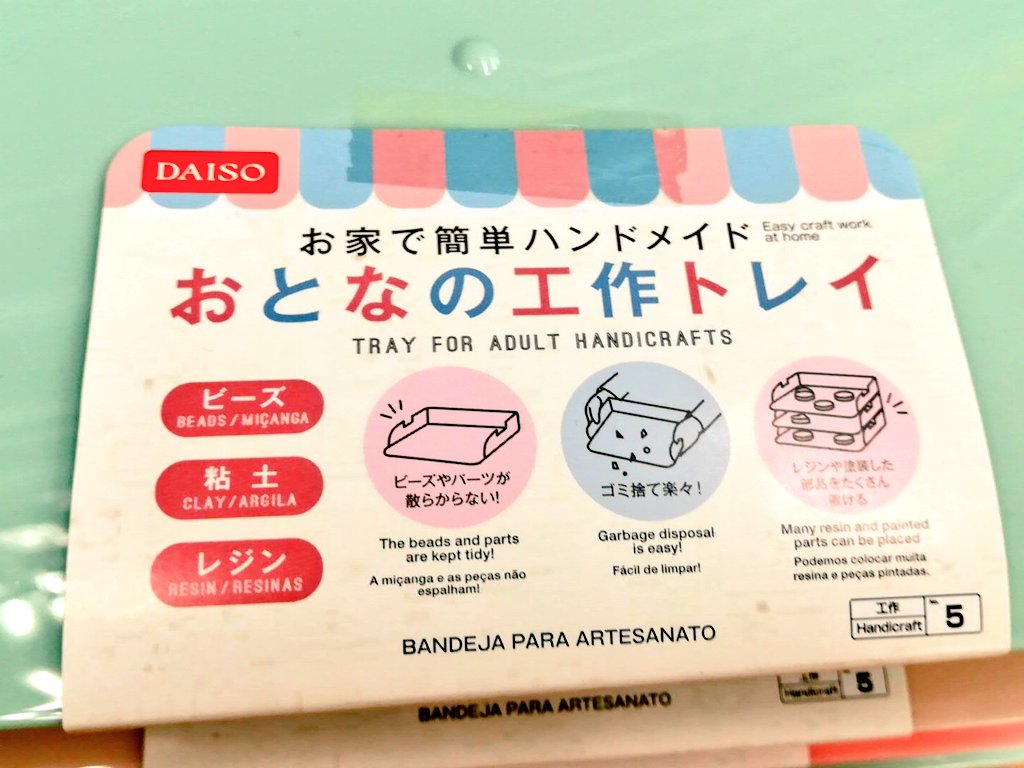 DAISO
お家で簡単ハンドメイド
Easy craft work
at home
おとなの工作トレイ
TRAY FOR ADULT HANDICRAFTS
ビーズ
BEADS/MIÇANGA
粘土
CLAY/ARGILA
レジン
RESIN/RESINAS
ビーズやパーツが
散らからない!
The beads and parts
are kept tidy!
A miçanga e as peças não
espalham!
ゴミ捨て楽々!
Garbage disposal
is easy!
Fácil de limpar!
レジンや塗装した
部品をたくさん
置ける
Many resin and painted
parts can be placed
Podemos colocar muita
resina e peças pintadas.
BANDEJA PARA ARTESANATO
工作
Handicraft
No.
5
BANDEJA PARA ARTESANATO
工作
Handicraft
5